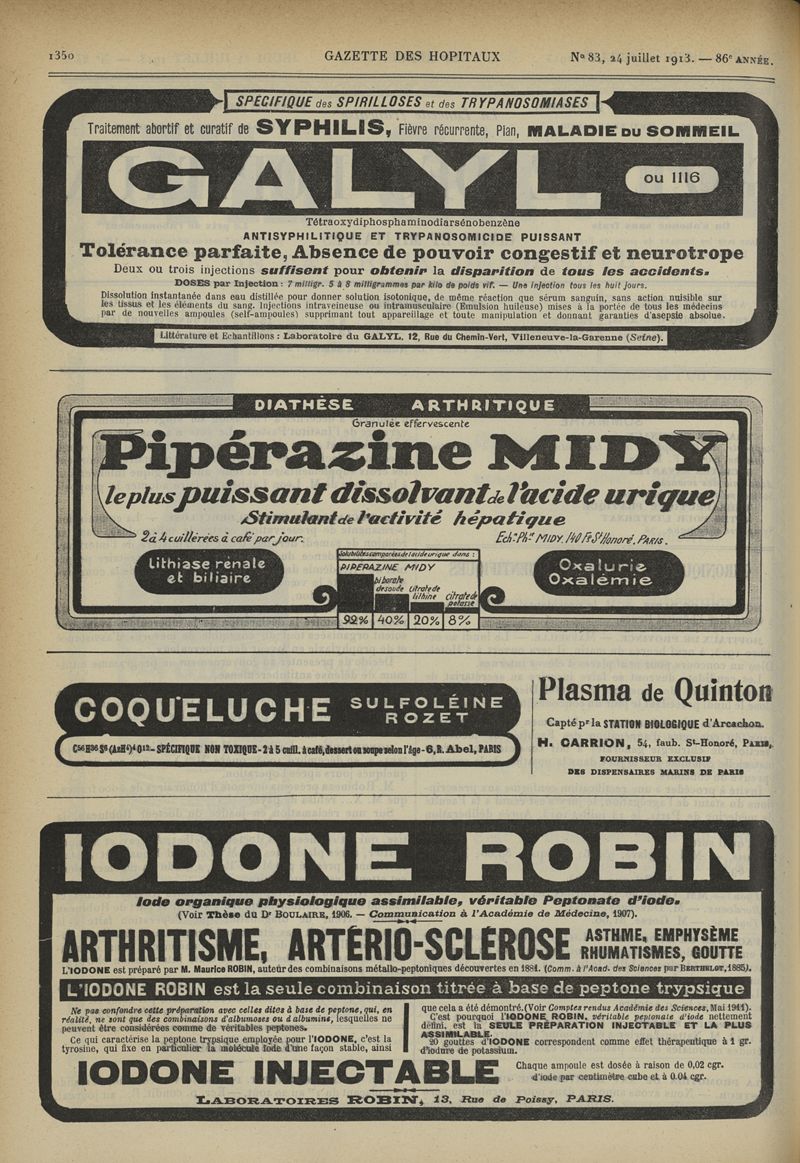 1350
GAZETTE DES HOPITAUX
N° 83, 24 juillet 1913. — 86e ANNÉE.
SPECIFIQUE des SPIRILLOSES et des TRYPANOSOMIASES
Traitement abortif et curatif de SYPHILIS, Fièvre récurrente, Pian, MALADIE DU SOMMEIL
GALYL ou 1116
Tétraoxydiphosphaminodiarsénobenzène
ANTISYPHILITIQUE ET TRYPANOSOMICIDE PUISSANT
Tolérance parfaite, Absence de pouvoir congestif et neurotrope
Deux ou trois injections suffisent pour obtenir la disparition de tous les accidents.
DOSES par Injection : 7 milligr. 5 à 8 milligrammes par kilo de poids vif. — Une injection tous les huit jours.
Dissolution instantanée dans eau distillée pour donner solution isotonique, de même réaction que sérum sanguin, sans action nuisible sur
les tissus et les éléments du sang. Injections intraveineuse ou intramusculaire (Emulsion huileuse) mises à la portée de tous les médecins
par de nouvelles ampoules (self-ampoules) supprimant tout appareillage et toute manipulation et donnant garanties d'asepsie absolue.
Littérature et Echantillons : Laboratoire du GALYL, 12, Rue du Chemin-Vert, Villeneuve-la-Garenne (Seine).
DIATHÈSE ARTHRITIQUE
Granulée effervescente
Pipérazine MIDY
le plus puissant dissolvant de l'acide urique
Stimulant de l'activité hépatique
2 à 4 cuillérées à café par jour.
Echon Phie MIDY. 140 Fg St Honoré. PARIS.
Lithiase rénale
et biliaire
Solubilités comparées de l'acide urique dans :
PIPERAZINE MIDY
biborate
de soude
Citrate de
lithine
Citrate de
potasse
92% 40% 20% 8%
Oxalurie
Oxalémie
COQUELUCHE SULFOLÉINE
ROZET
SPÉCIFIQUE NON TOXIQUE - 2 à 5 cuill. à café, dessert ou soupe selon l'âge - 6, R. Abel, PARIS
Plasma de Quinton
Capté pr la STATION BIOLOGIQUE d'Arcachon.
H. CARRION, 54, faub. St-Honoré, PARIS,
FOURNISSEUR EXCLUSIF
DES DISPENSAIRES MARINS DE PARIS
IODONE ROBIN
Iode organique physiologique assimilable, véritable Peptonate d'iode.
(Voir Thèse du Dr BOULAIRE, 1906. — Communication à l'Académie de Médecine, 1907).
ARTHRITISME, ARTÉRIO-SCLÉROSE
ASTHME, EMPHYSÈME
RHUMATISMES, GOUTTE
L'IODONE est préparé par M. Maurice ROBIN, auteur des combinaisons métallo-peptoniques découvertes en 1881. (Comm. à l'Acad. des Sciences par BERTHELOT, 1885).
L'IODONE ROBIN est la seule combinaison titrée à base de peptone trypsique
Ne pas confondre cette préparation avec celles dites à base de peptone, qui, en
réalité, ne sont que des combinaisons d'albumoses ou d'albumins, lesquelles ne
peuvent être considérées comme de véritables peptones.
Ce qui caractérise la peptone trypsique employée pour l'IODONE, c'est la
tyrosine, qui fixe en particulier la molécule Iode d'une façon stable, ainsi
que cela a été démontré. (Voir Comptes rendus Académie des Sciences, Mai 1911).
C'est pourquoi l'IODONE ROBIN, véritable peptonate d'iode nettement
défini, est la SEULE PRÉPARATION INJECTABLE ET LA PLUS
ASSIMILABLE.
20 gouttes d'IODONE correspondent comme effet thérapeutique à 1 gr.
d'iodure de potassium.
IODONE INJECTABLE
Chaque ampoule est dosée à raison de 0,02 cgr.
d'iode par centimètre cube et à 0.04 cgr.
LABORATOIRES ROBIN, 13, Rue de Poissy, PARIS.